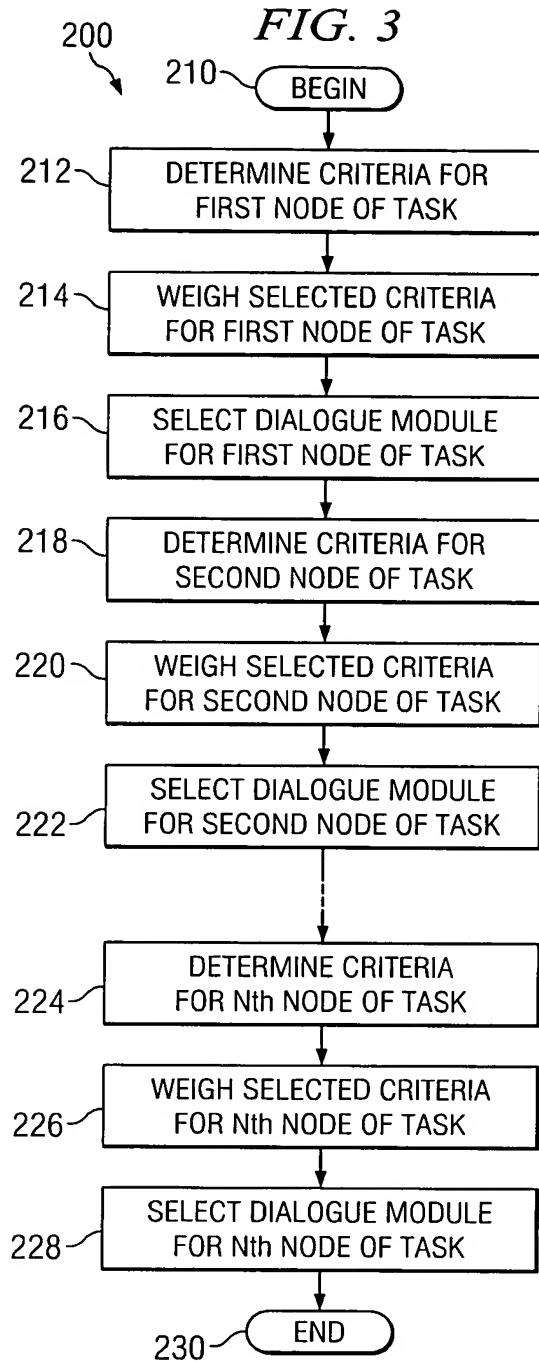 FIG. 3
200
210
BEGIN
212
DETERMINE CRITERIA FOR
FIRST NODE OF TASK
214
WEIGH SELECTED CRITERIA
FOR FIRST NODE OF TASK
216
SELECT DIALOGUE MODULE
FOR FIRST NODE OF TASK
218
DETERMINE CRITERIA FOR
SECOND NODE OF TASK
220
WEIGH SELECTED CRITERIA
FOR SECOND NODE OF TASK
222
SELECT DIALOGUE MODULE
FOR SECOND NODE OF TASK
224
DETERMINE CRITERIA
FOR Nth NODE OF TASK
226
WEIGH SELECTED CRITERIA
FOR Nth NODE OF TASK
228
SELECT DIALOGUE MODULE
FOR Nth NODE OF TASK
230
END